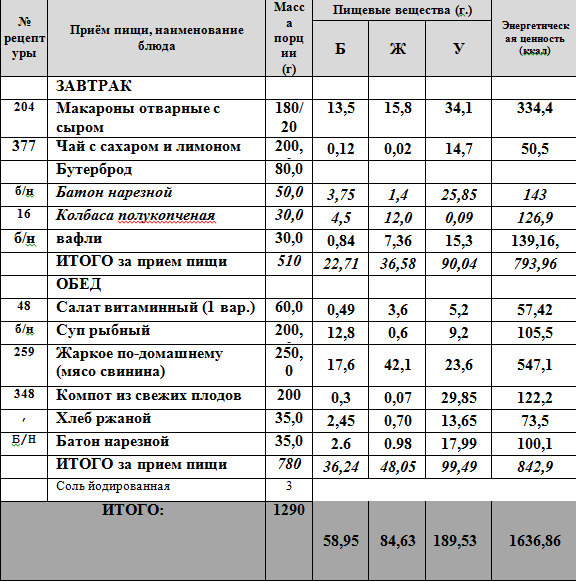 № рецептуры Приём пищи, наименование блюда Масса порции (г) Пищевые вещества (г.) Энергетическая ценность (ккал)
Б Ж У
ЗАВТРАК
204 Макароны отварные с сыром 180/20 13,5 15,8 34,1 334,4
377 Чай с сахаром и лимоном 200, 0,12 0,02 14,7 50,5
Бутерброд 80,0
б/н Батон нарезной 50,0 3,75 1,4 25,85 143
16 Колбаса полукопченая 30,0 4,5 12,0 0,09 126,9
б/н вафли 30,0 0,84 7,36 15,3 139,16,
ИТОГО за прием пищи 510 22,71 36,58 90,04 793,96
ОБЕД
48 Салат витаминный (1 вар.) 60,0 0,49 3,6 5,2 57,42
б/н Суп рыбный 200, 12,8 0,6 9,2 105,5
259 Жаркое по-домашнему (мясо свинина) 250,0 17,6 42,1 23,6 547,1
348 Компот из свежих плодов 200 0,3 0,07 29,85 122,2
, Хлеб ржаной 35,0 2,45 0,70 13,65 73,5
Б/Н Батон нарезной 35,0 2.6 0.98 17,99 100,1
ИТОГО за прием пищи 780 36,24 48,05 99,49 842,9
Соль йодированная 3
ИТОГО: 1290 58,95 84,63 189,53 1636,86